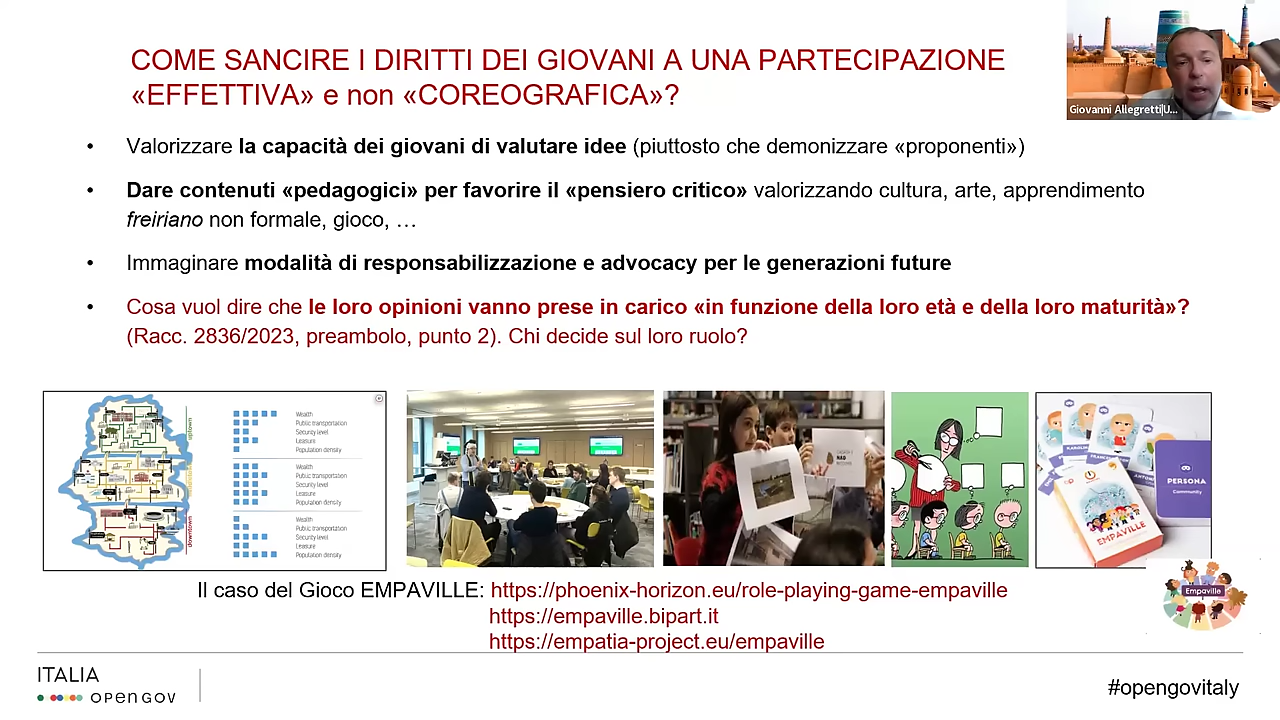 COME SANCIRE I DIRITTI DEI GIOVANI A UNA PARTECIPAZIONE
«EFFETTIVA» e non «COREOGRAFICA»?
Giovanni Allegretti|U...
• Valorizzare la capacità dei giovani di valutare idee (piuttosto che demonizzare «proponenti»)
• Dare contenuti «pedagogici» per favorire il «pensiero critico» valorizzando cultura, arte, apprendimento
freiriano non formale, gioco, …
• Immaginare modalità di responsabilizzazione e advocacy per le generazioni future
• Cosa vuol dire che le loro opinioni vanno prese in carico «in funzione della loro età e della loro maturità»?
(Racc. 2836/2023, preambolo, punto 2). Chi decide sul loro ruolo?
uptown
downtown
Wealth
Public transportation
Security level
Leasure
Population density
Wealth
Public transportation
Security level
Leasure
Population density
Wealth
Public transportation
Security level
Leasure
Population density
PERSONA
Community
EMPAVILLE
Empaville
Il caso del Gioco EMPAVILLE: https://phoenix-horizon.eu/role-playing-game-empaville
https://empaville.bipart.it
https://empatia-project.eu/empaville
ITALIA
OPEN GOV
#opengovitaly